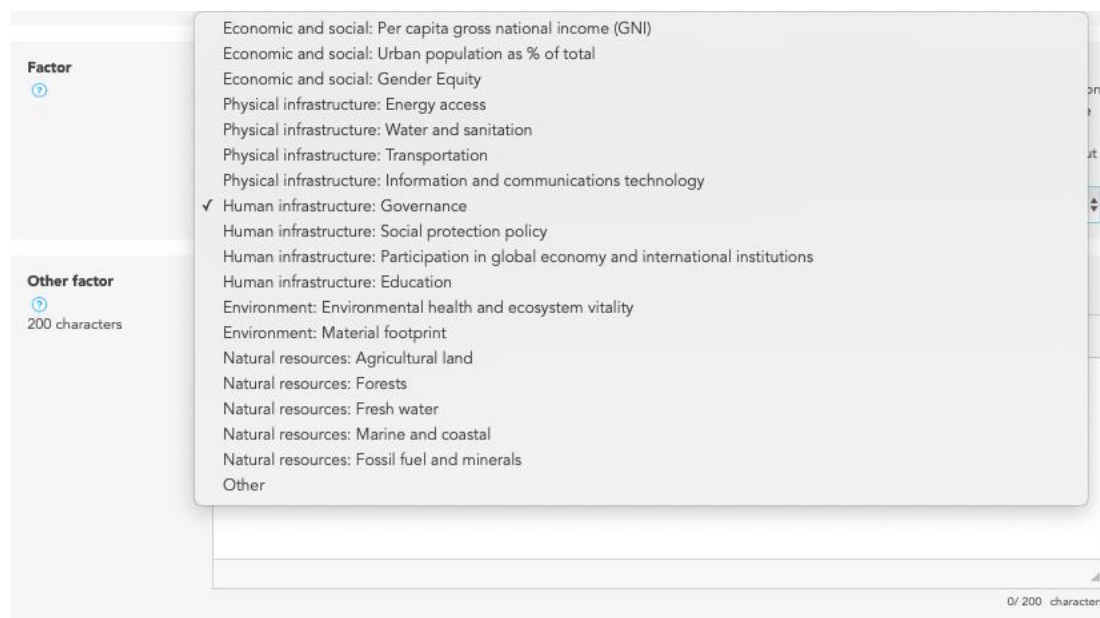 Economic and social: Per capita gross national income (GNI)
Economic and social: Urban population as % of total
Factor
Economic and social: Gender Equity
?
Physical infrastructure: Energy access
Physical infrastructure: Water and sanitation
Physical infrastructure: Transportation
Physical infrastructure: Information and communications technology
✓ Human infrastructure: Governance
Human infrastructure: Social protection policy
Human infrastructure: Participation in global economy and international institutions
Other factor
Human infrastructure: Education
?
Environment: Environmental health and ecosystem vitality
200 characters
Environment: Material footprint
Natural resources: Agricultural land
Natural resources: Forests
Natural resources: Fresh water
Natural resources: Marine and coastal
Natural resources: Fossil fuel and minerals
Other
0/ 200 character